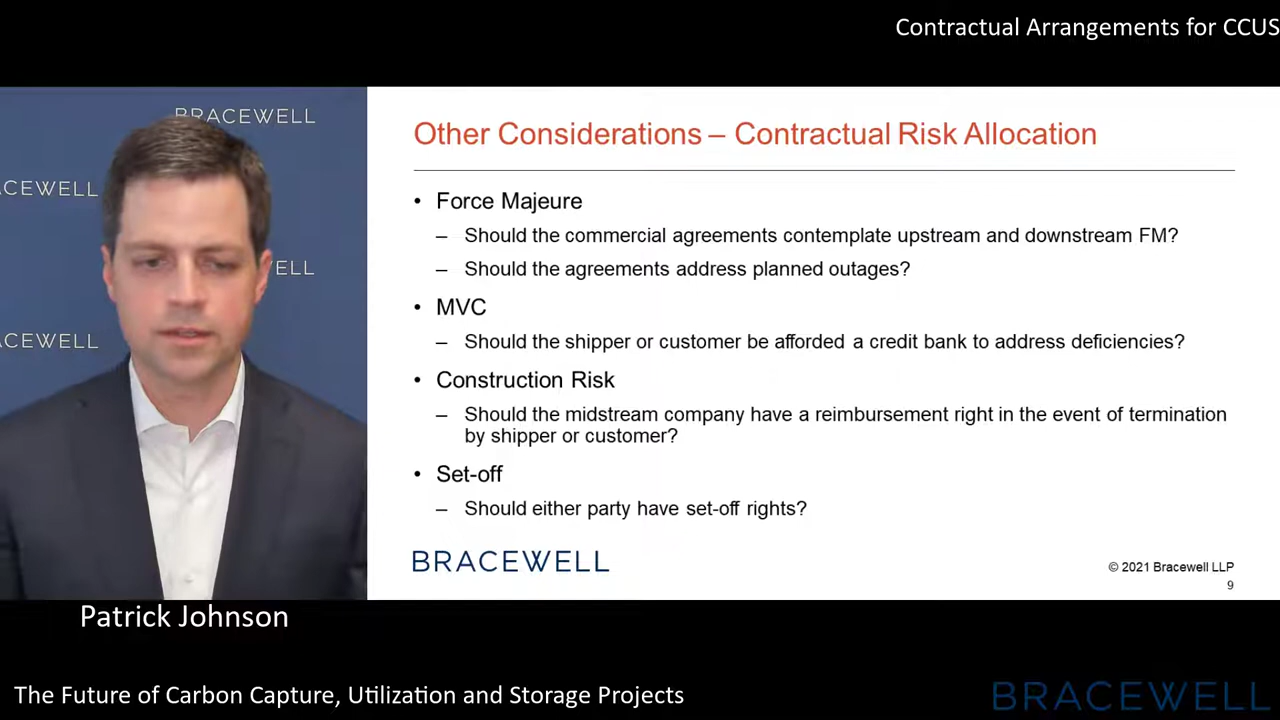 Contractual Arrangements for CCUS
BRACEWELL
ACEWELL
ELL
ACEWELL
Other Considerations – Contractual Risk Allocation
• Force Majeure
– Should the commercial agreements contemplate upstream and downstream FM?
– Should the agreements address planned outages?
• MVC
– Should the shipper or customer be afforded a credit bank to address deficiencies?
• Construction Risk
– Should the midstream company have a reimbursement right in the event of termination
by shipper or customer?
• Set-off
– Should either party have set-off rights?
BRACEWELL
© 2021 Bracewell LLP
9
Patrick Johnson
The Future of Carbon Capture, Utilization and Storage Projects
BRACEWELL